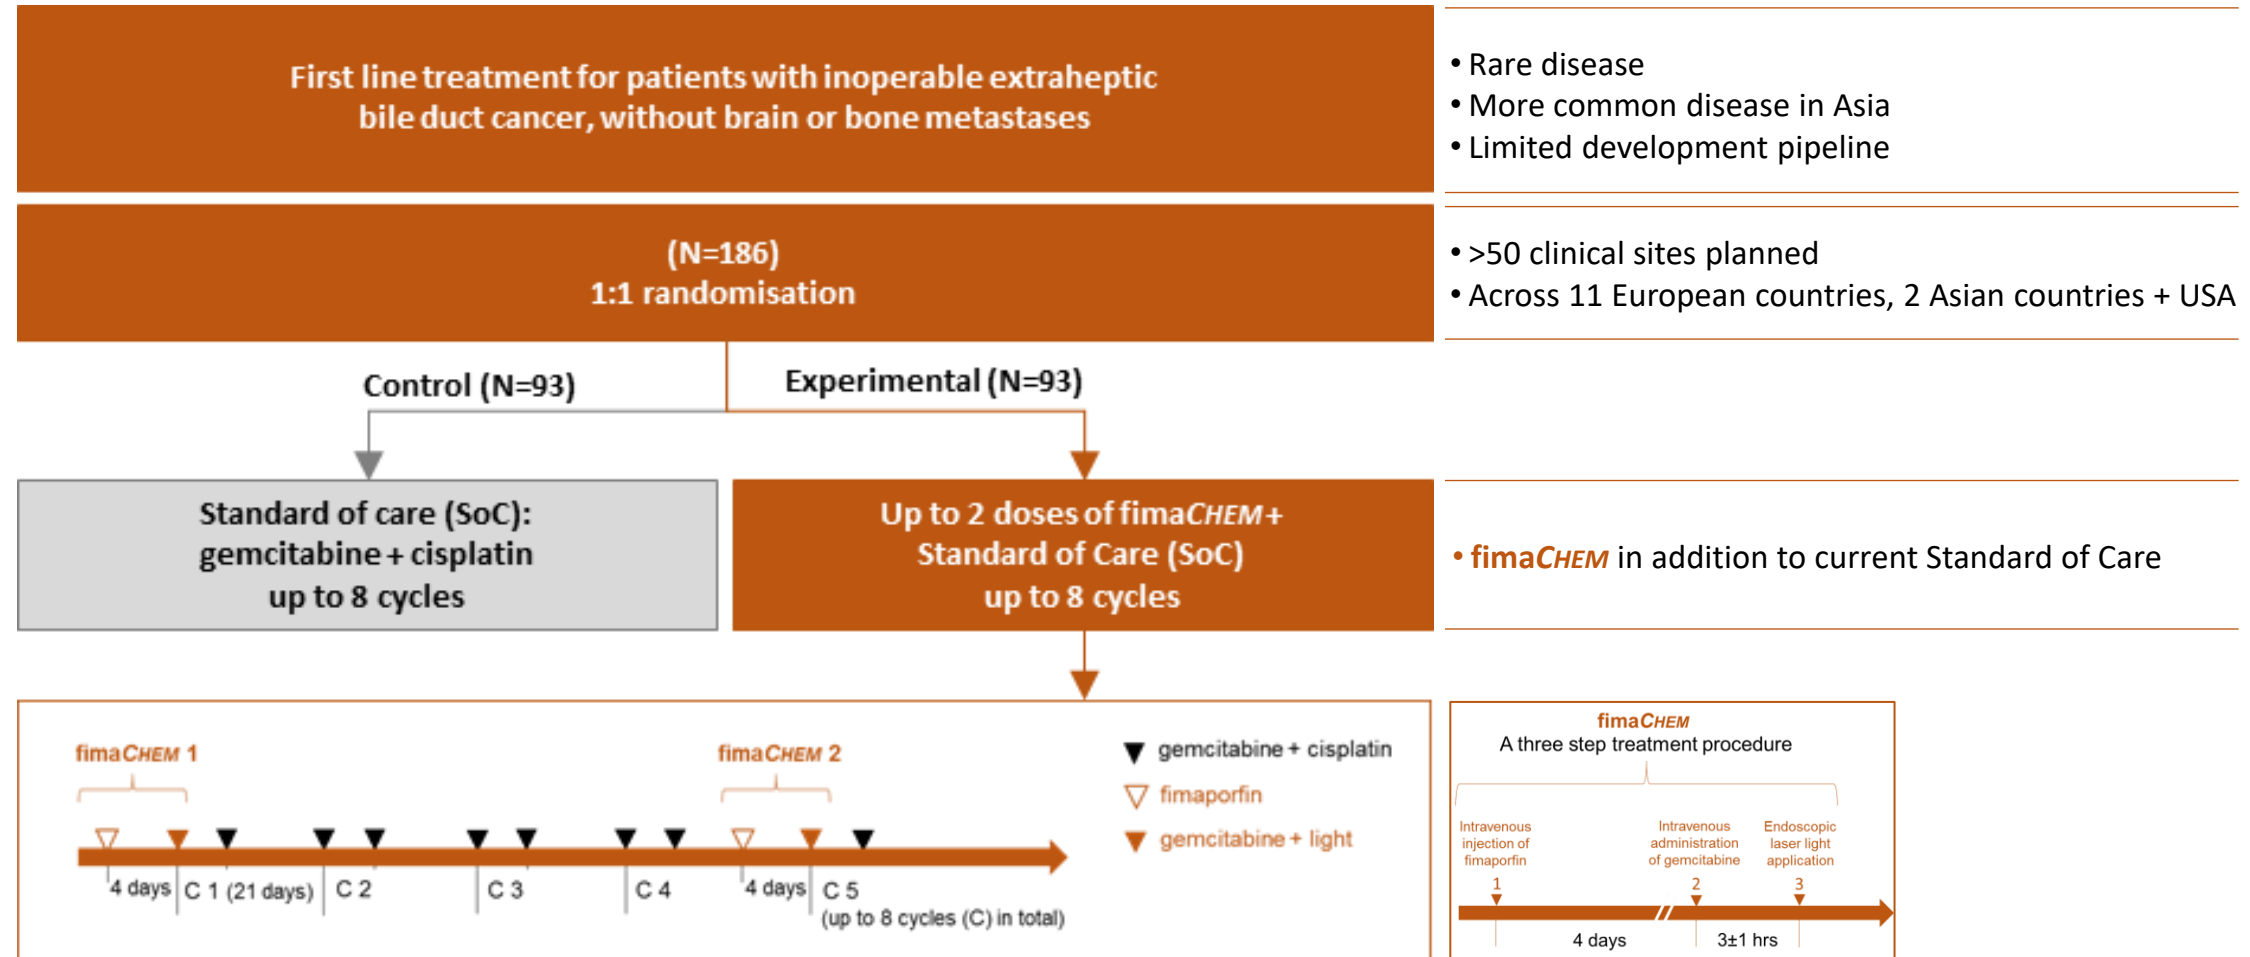 First line treatment for patients with inoperable extraheptic
bile duct cancer, without brain or bone metastases
• Rare disease
• More common disease in Asia
• Limited development pipeline
(N=186)
1:1 randomisation
• >50 clinical sites planned
• Across 11 European countries, 2 Asian countries + USA
Control (N=93)
Experimental (N=93)
Standard of care (SoC):
gemcitabine + cisplatin
up to 8 cycles
Up to 2 doses of fimaCHEM+
Standard of Care (SoC)
up to 8 cycles
• fimaCHEM in addition to current Standard of Care
fimaCHEM 1
fimaCHEM 2
gemcitabine + cisplatin
fimaporfin
gemcitabine + light
4 days
C 1 (21 days)
C 2
C 3
C 4
4 days
C 5
(up to 8 cycles (C) in total)
fimaCHEM
A three step treatment procedure
Intravenous
injection of
fimaporfin
1
Intravenous
administration
of gemcitabine
2
Endoscopic
laser light
application
3
4 days
3±1 hrs